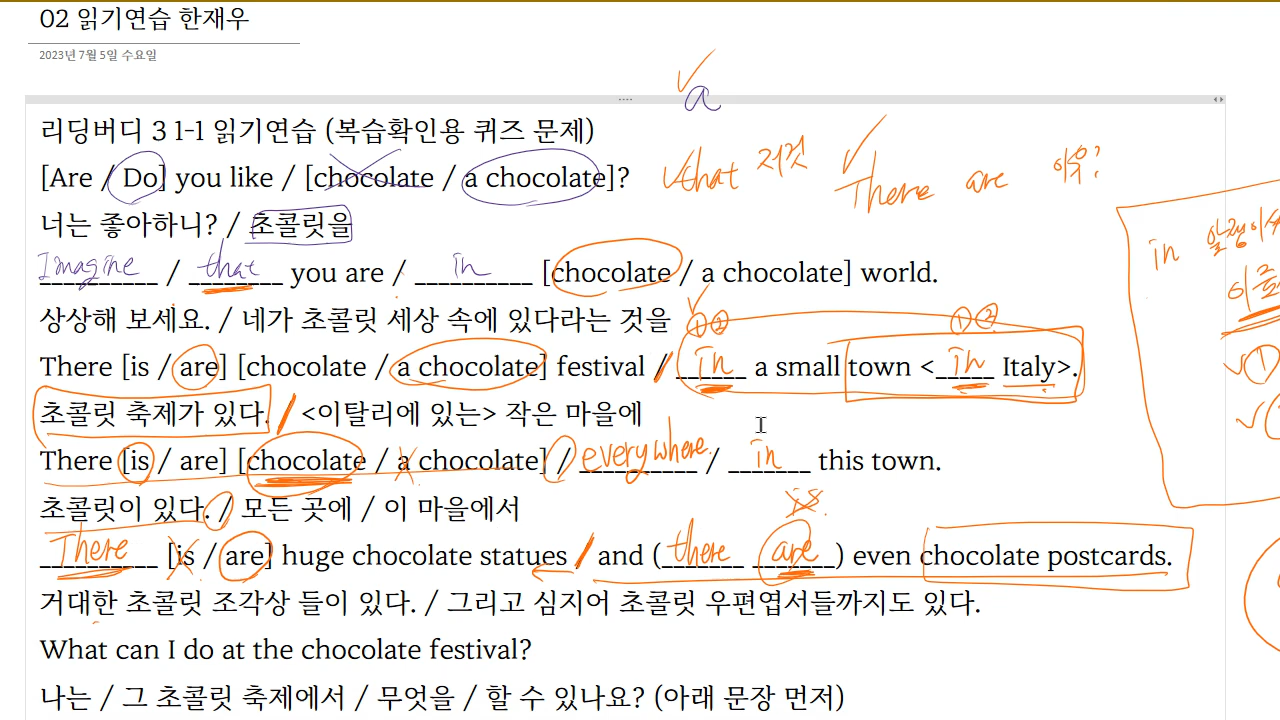 02 읽기연습 한재우
2023년 7월 5일 수요일
a
리딩버디 3 1-1 읽기연습 (복습확인용 퀴즈 문제)
that 저것 There are 이유?
[Are / Do] you like / [chocolate / a chocolate]?
너는 좋아하니? / 초콜릿을
in
Imagine / that you are / in [chocolate / a chocolate] world.
상상해 보세요. / 네가 초콜릿 세상 속에 있다라는 것을
① ② ① ②
There [is / are] [chocolate / a chocolate] festival / in a small town <in Italy>.
①
초콜릿 축제가 있다. / <이탈리에 있는> 작은 마을에
There [is / are] [chocolate / a chocolate] / everywhere / in this town.
초콜릿이 있다. / 모든 곳에 / 이 마을에서
is
There [is / are] huge chocolate statues / and (there are) even chocolate postcards.
거대한 초콜릿 조각상 들이 있다. / 그리고 심지어 초콜릿 우편엽서들까지도 있다.
What can I do at the chocolate festival?
나는 / 그 초콜릿 축제에서 / 무엇을 / 할 수 있나요? (아래 문장 먼저)